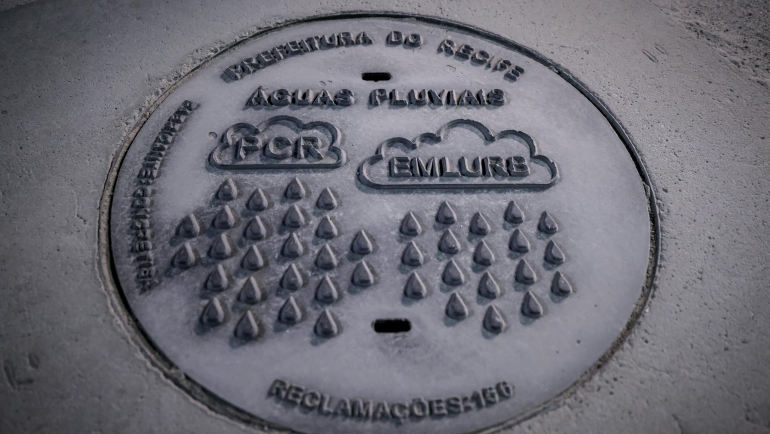 PREFEITURA DO RECIFE
ÁGUAS PLUVIAIS
PCR
EMLURB
RECLAMAÇÕES:156